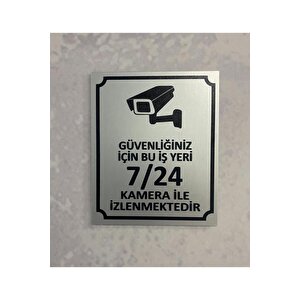 GÜVENLİĞİNİZ
İÇİN BU İŞ YERİ
7/24
KAMERA İLE
İZLENMEKTEDİR